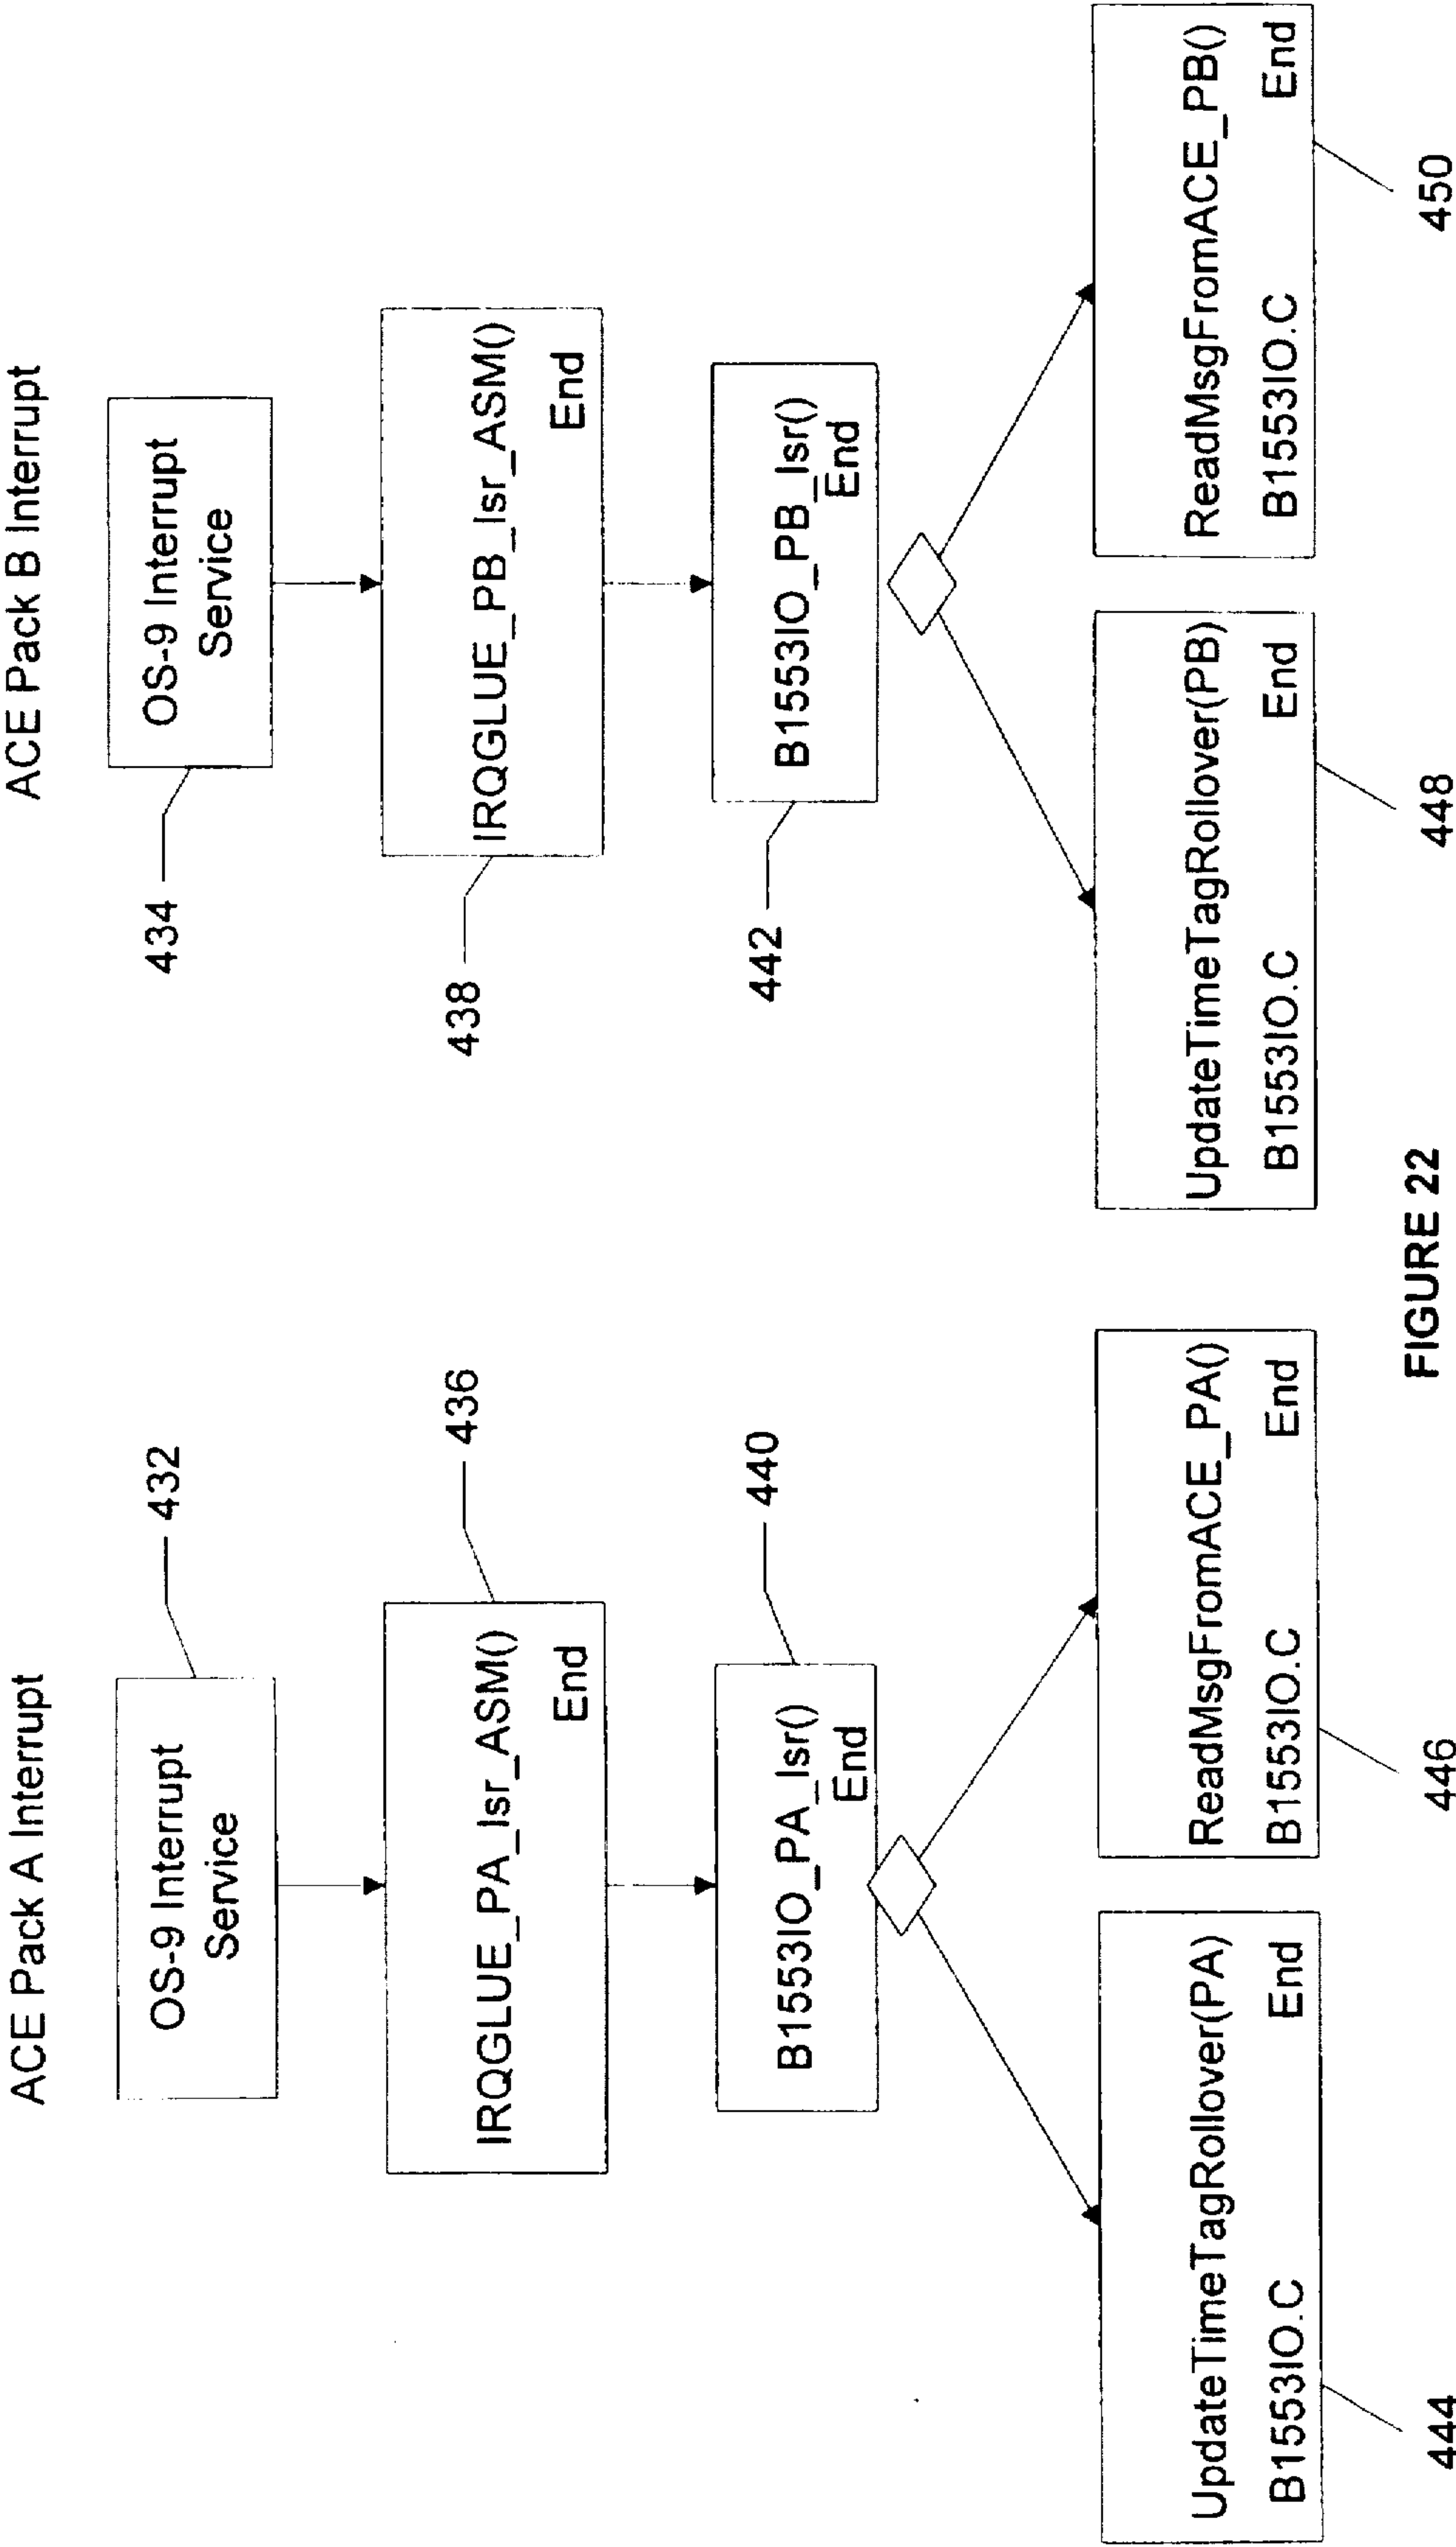 ACE Pack A Interrupt
OS-9 Interrupt
Service
432
IRQGLUE_PA_Isr_ASM()
End
436
B1553IO_PA_Isr()
End
440
UpdateTimeTagRollover(PA)
B1553IO.C End
444
ReadMsgFromACE_PA()
B1553IO.C End
446
ACE Pack B Interrupt
OS-9 Interrupt
Service
434
IRQGLUE_PB_Isr_ASM()
End
438
B1553IO_PB_Isr()
End
442
UpdateTimeTagRollover(PB)
B1553IO.C End
448
ReadMsgFromACE_PB()
B1553IO.C End
450
FIGURE 22